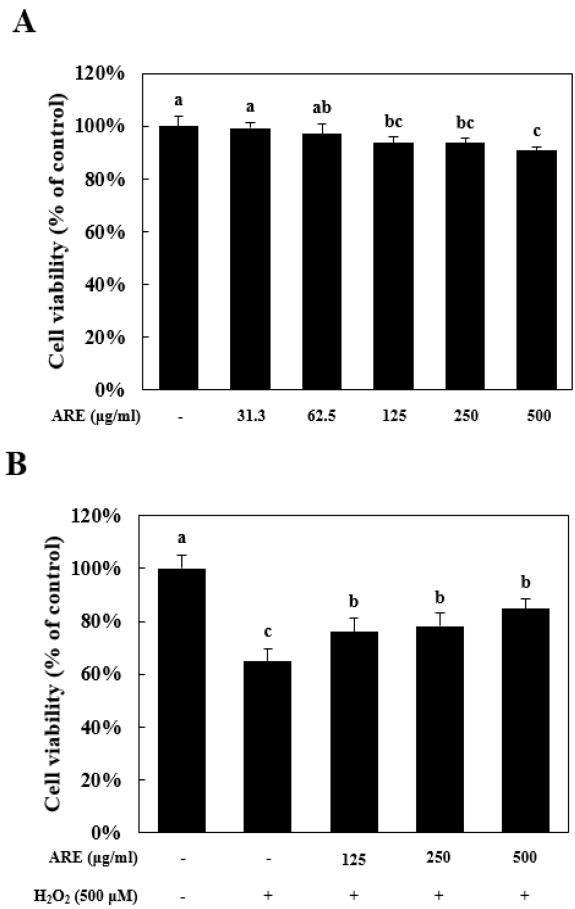 A
Cell viability (% of control)
120%
a a ab bc bc c
100%
80%
60%
40%
20%
0%
ARE (µg/ml) - 31.3 62.5 125 250 500
B
Cell viability (% of control)
120%
a
100%
c b b b
80%
60%
40%
20%
0%
ARE (µg/ml) - - 125 250 500
H₂O₂ (500 µM) - + + + +